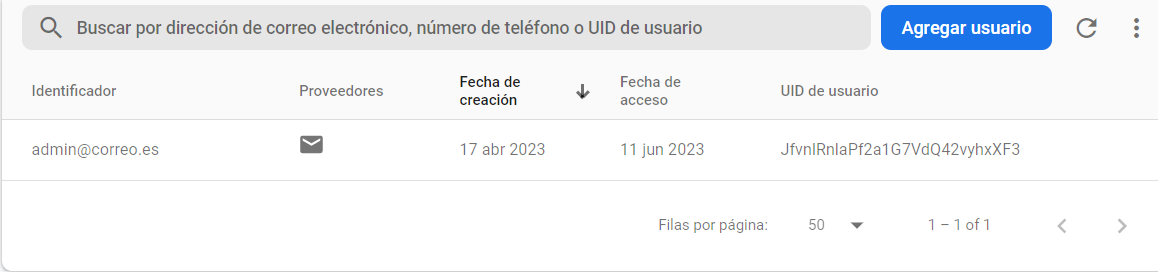 Buscar por dirección de correo electrónico, número de teléfono o UID de usuario
Agregar usuario
Identificador
Proveedores
Fecha de
creación
Fecha de
acceso
UID de usuario
admin@correo.es
17 abr 2023
11 jun 2023
JfvnlRnlaPf2a1G7VdQ42vyhxXF3
Filas por página:
50
1 – 1 of 1